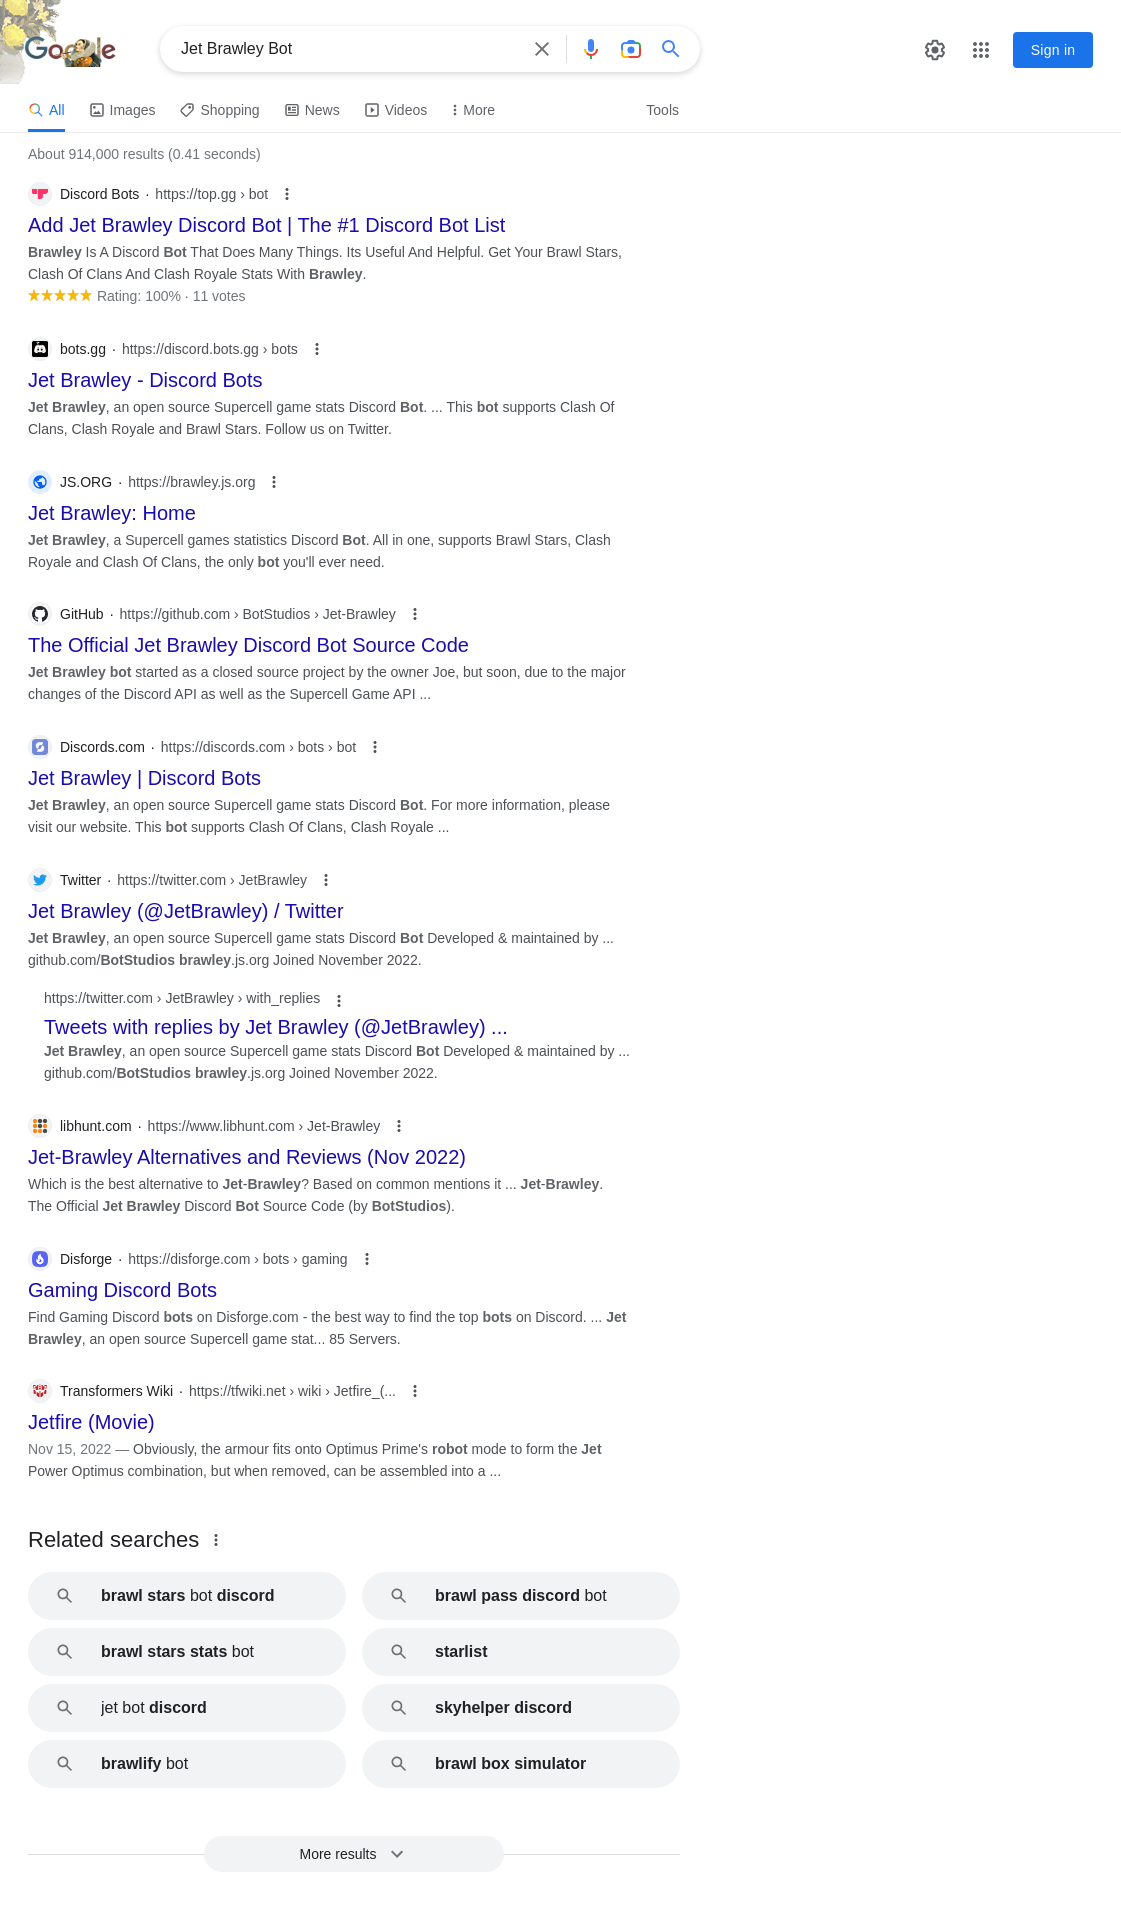 Google
Jet Brawley Bot
Sign in
All
Images
Shopping
News
Videos
More
Tools
About 914,000 results (0.41 seconds)
Discord Bots · https://top.gg › bot
Add Jet Brawley Discord Bot | The #1 Discord Bot List
Brawley Is A Discord Bot That Does Many Things. Its Useful And Helpful. Get Your Brawl Stars,
Clash Of Clans And Clash Royale Stats With Brawley.
Rating: 100% · 11 votes
bots.gg · https://discord.bots.gg › bots
Jet Brawley - Discord Bots
Jet Brawley, an open source Supercell game stats Discord Bot. ... This bot supports Clash Of
Clans, Clash Royale and Brawl Stars. Follow us on Twitter.
JS.ORG · https://brawley.js.org
Jet Brawley: Home
Jet Brawley, a Supercell games statistics Discord Bot. All in one, supports Brawl Stars, Clash
Royale and Clash Of Clans, the only bot you'll ever need.
GitHub · https://github.com › BotStudios › Jet-Brawley
The Official Jet Brawley Discord Bot Source Code
Jet Brawley bot started as a closed source project by the owner Joe, but soon, due to the major
changes of the Discord API as well as the Supercell Game API ...
Discords.com · https://discords.com › bots › bot
Jet Brawley | Discord Bots
Jet Brawley, an open source Supercell game stats Discord Bot. For more information, please
visit our website. This bot supports Clash Of Clans, Clash Royale ...
Twitter · https://twitter.com › JetBrawley
Jet Brawley (@JetBrawley) / Twitter
Jet Brawley, an open source Supercell game stats Discord Bot Developed & maintained by ...
github.com/BotStudios brawley.js.org Joined November 2022.
https://twitter.com › JetBrawley › with_replies
Tweets with replies by Jet Brawley (@JetBrawley) ...
Jet Brawley, an open source Supercell game stats Discord Bot Developed & maintained by ...
github.com/BotStudios brawley.js.org Joined November 2022.
libhunt.com · https://www.libhunt.com › Jet-Brawley
Jet-Brawley Alternatives and Reviews (Nov 2022)
Which is the best alternative to Jet-Brawley? Based on common mentions it ... Jet-Brawley.
The Official Jet Brawley Discord Bot Source Code (by BotStudios).
Disforge · https://disforge.com › bots › gaming
Gaming Discord Bots
Find Gaming Discord bots on Disforge.com - the best way to find the top bots on Discord. ... Jet
Brawley, an open source Supercell game stat... 85 Servers.
Transformers Wiki · https://tfwiki.net › wiki › Jetfire_(...
Jetfire (Movie)
Nov 15, 2022 — Obviously, the armour fits onto Optimus Prime's robot mode to form the Jet
Power Optimus combination, but when removed, can be assembled into a ...
Related searches
brawl stars bot discord
brawl pass discord bot
brawl stars stats bot
starlist
jet bot discord
skyhelper discord
brawlify bot
brawl box simulator
More results